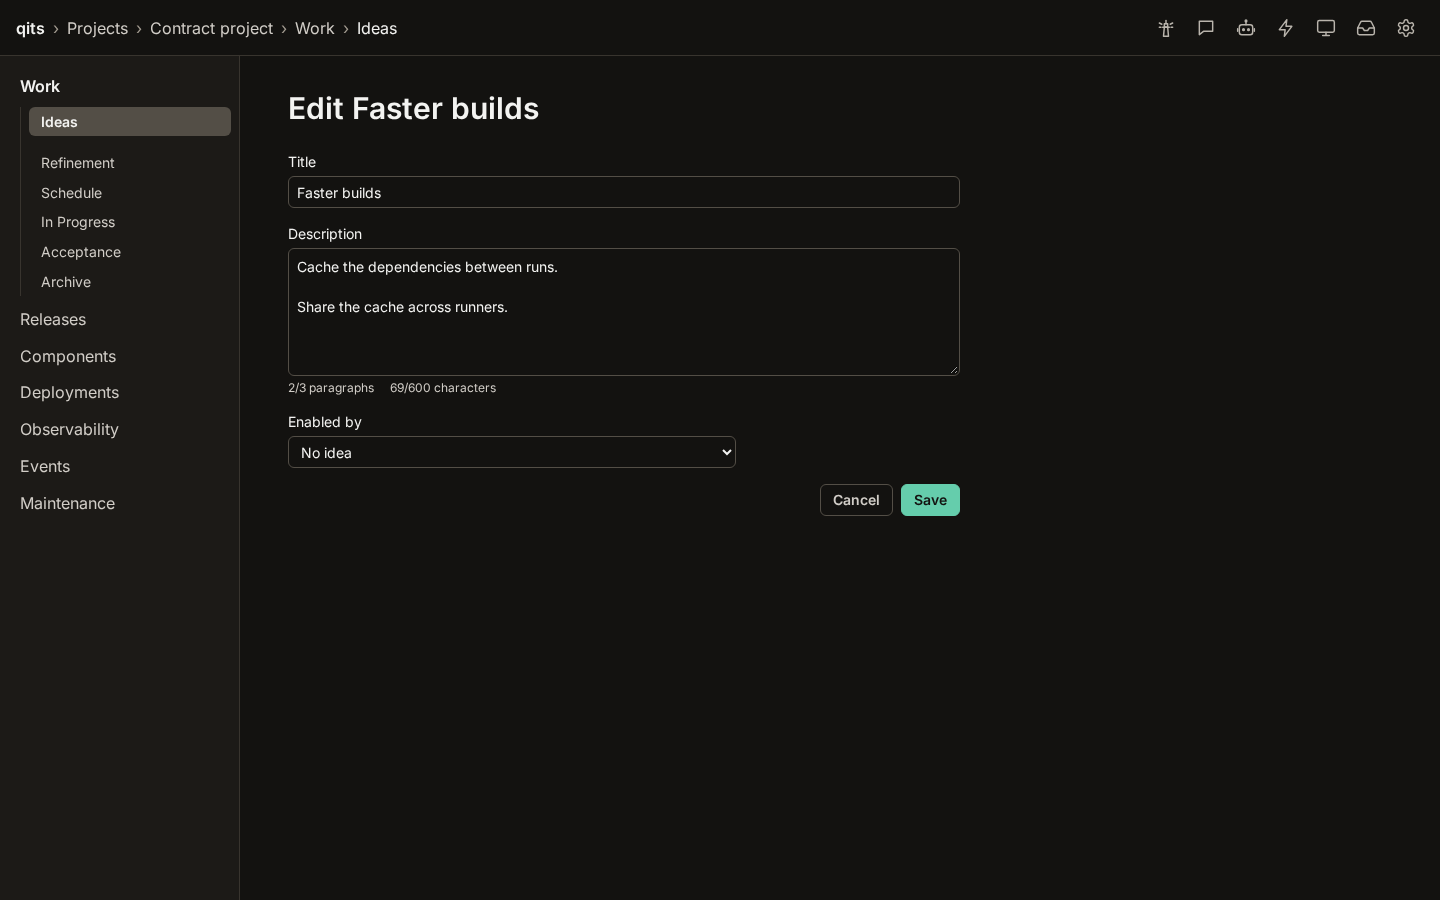 qits › Projects › Contract project › Work › Ideas
Work
Ideas
Refinement
Schedule
In Progress
Acceptance
Archive
Releases
Components
Deployments
Observability
Events
Maintenance
Edit Faster builds
Title
Faster builds
Description
Cache the dependencies between runs.
Share the cache across runners.
2/3 paragraphs 69/600 characters
Enabled by
No idea
Cancel Save